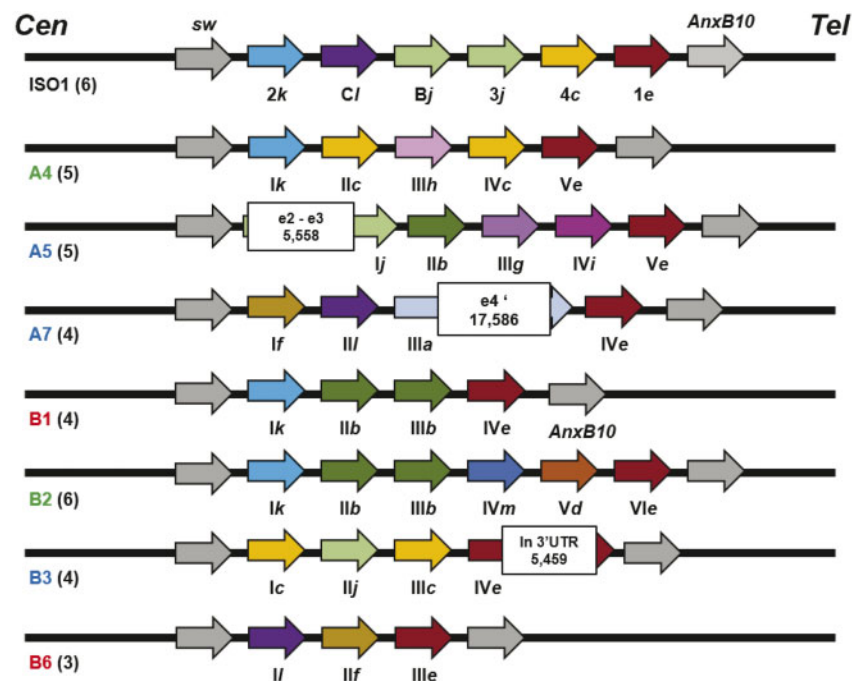 Cen sw AnxB10 Tel
ISO1 (6) 2k Cl Bj 3j 4c 1e
A4 (5) Ik IIc IIIh IVc Ve
e2 - e3
5,558
A5 (5) Ij IIb IIIg IVi Ve
e4 '
17,586
A7 (4) If IIl IIIa IVe
B1 (4) Ik IIb IIIb IVe AnxB10
B2 (6) Ik IIb IIIb IVm Vd VIe
In 3'UTR
5,459
B3 (4) Ic IIj IIIc IVe
B6 (3) Il IIf IIIe